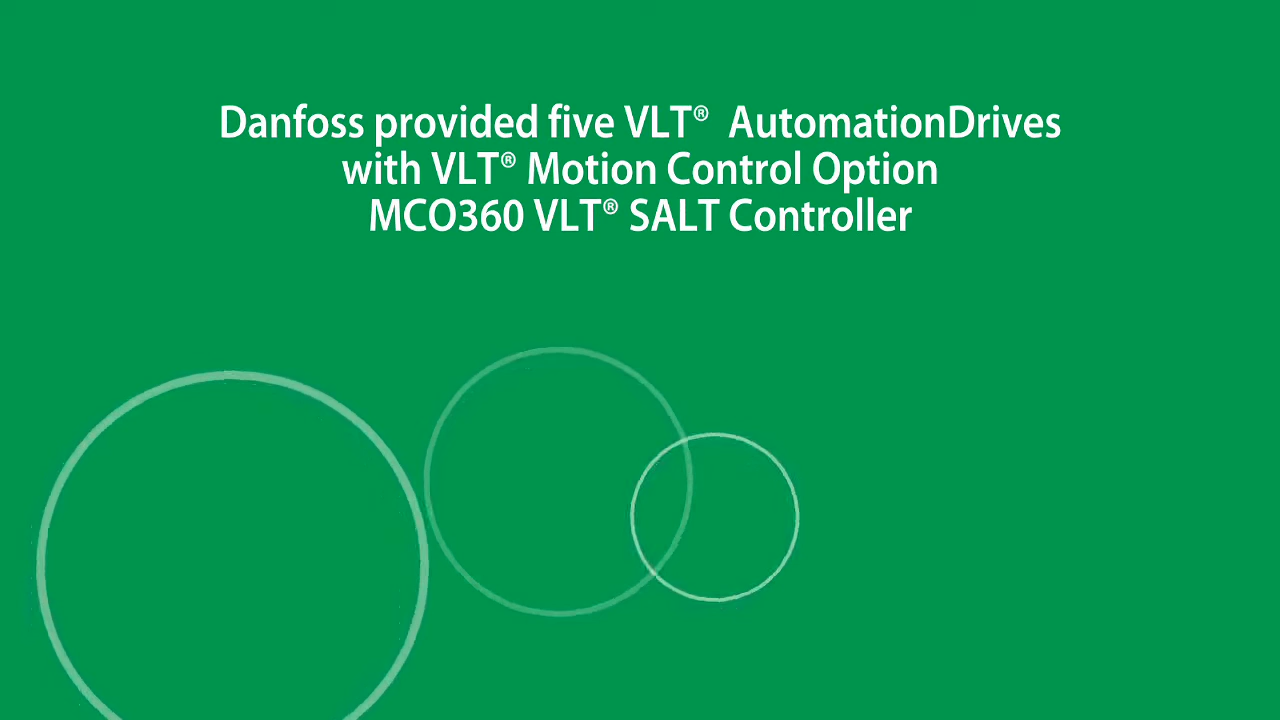 Danfoss provided five VLT® AutomationDrives
with VLT® Motion Control Option
MCO360 VLT® SALT Controller